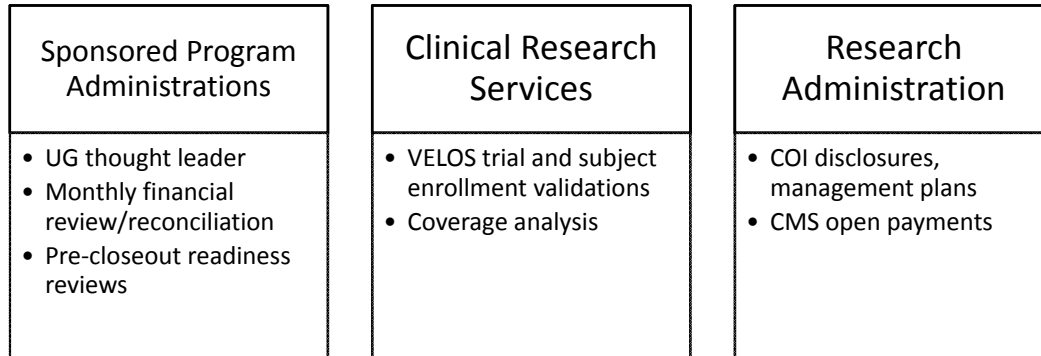 Sponsored Program
Administrations
• UG thought leader
• Monthly financial
review/reconciliation
• Pre-closeout readiness
reviews
Clinical Research
Services
• VELOS trial and subject
enrollment validations
• Coverage analysis
Research
Administration
• COI disclosures,
management plans
• CMS open payments